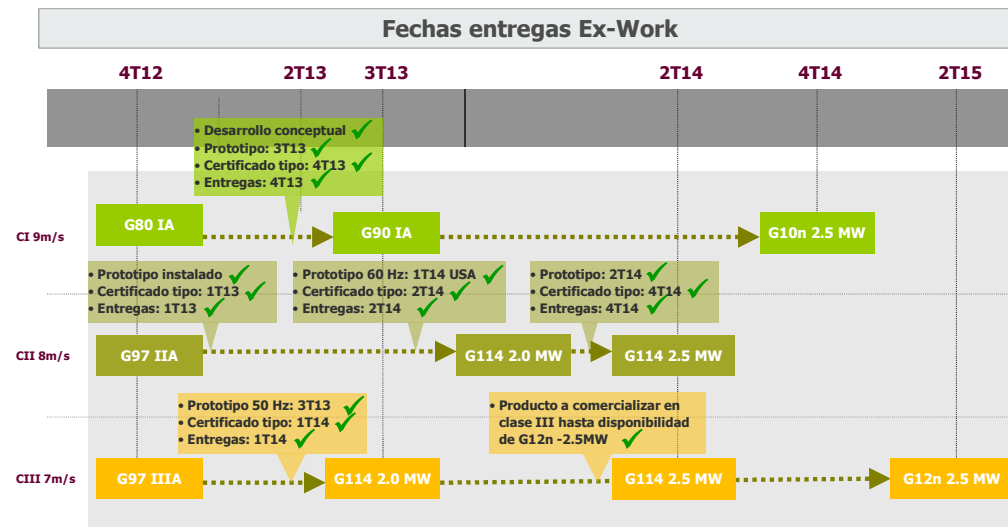 Fechas entregas Ex-Work
4T12 2T13 3T13 2T14 4T14 2T15
• Desarrollo conceptual
• Prototipo: 3T13
• Certificado tipo: 4T13
• Entregas: 4T13
CI 9m/s
G80 IA
G90 IA
G10n 2.5 MW
• Prototipo instalado
• Certificado tipo: 1T13
• Entregas: 1T13
• Prototipo 60 Hz: 1T14 USA
• Certificado tipo: 2T14
• Entregas: 2T14
• Prototipo: 2T14
• Certificado tipo: 4T14
• Entregas: 4T14
CII 8m/s
G97 IIA
G114 2.0 MW
G114 2.5 MW
• Prototipo 50 Hz: 3T13
• Certificado tipo: 1T14
• Entregas: 1T14
• Producto a comercializar en
clase III hasta disponibilidad
de G12n -2.5MW
CIII 7m/s
G97 IIIA
G114 2.0 MW
G114 2.5 MW
G12n 2.5 MW